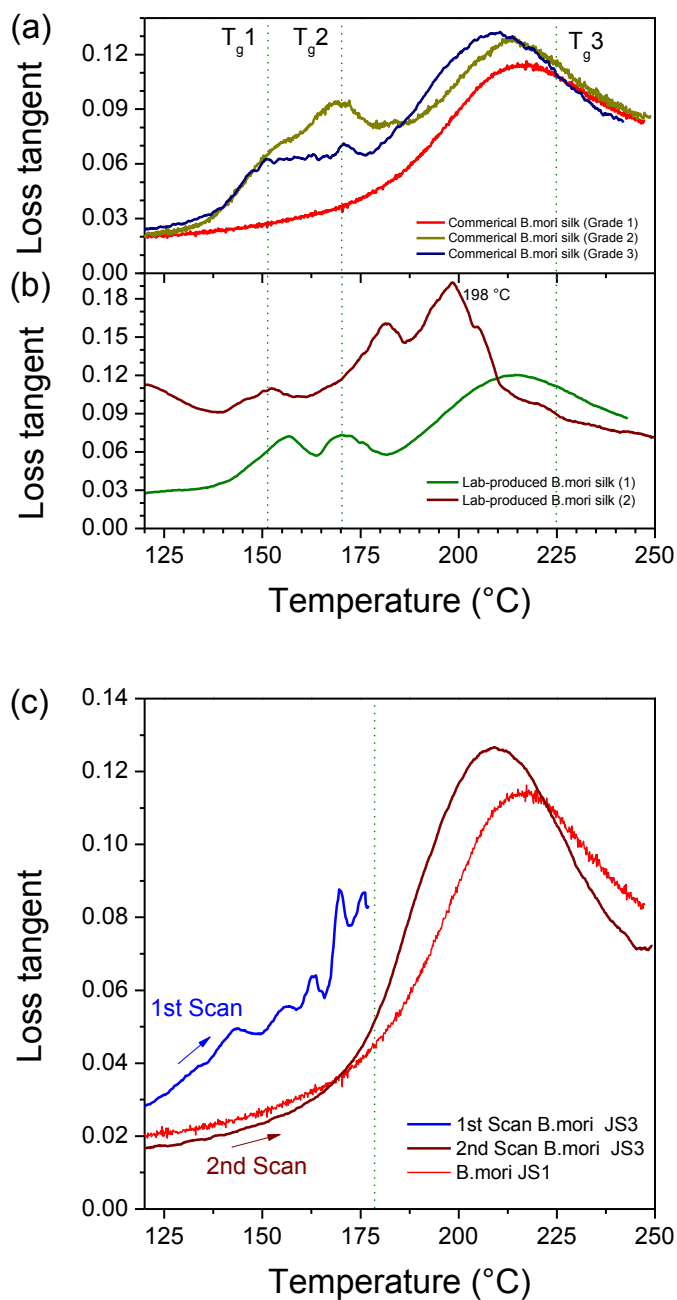 (a)
Tg1
Tg2
Tg3
0.12
0.09
0.06
0.03
0.00
Loss tangent
Commerical B.mori silk (Grade 1)
Commerical B.mori silk (Grade 2)
Commerical B.mori silk (Grade 3)
(b)
198 °C
0.18
0.15
0.12
0.09
0.06
0.03
0.00
Loss tangent
Lab-produced B.mori silk (1)
Lab-produced B.mori silk (2)
125 150 175 200 225 250
Temperature (°C)
(c)
0.14
0.12
0.10
0.08
0.06
0.04
0.02
0.00
Loss tangent
1st Scan
2nd Scan
1st Scan B.mori JS3
2nd Scan B.mori JS3
B.mori JS1
125 150 175 200 225 250
Temperature (°C)